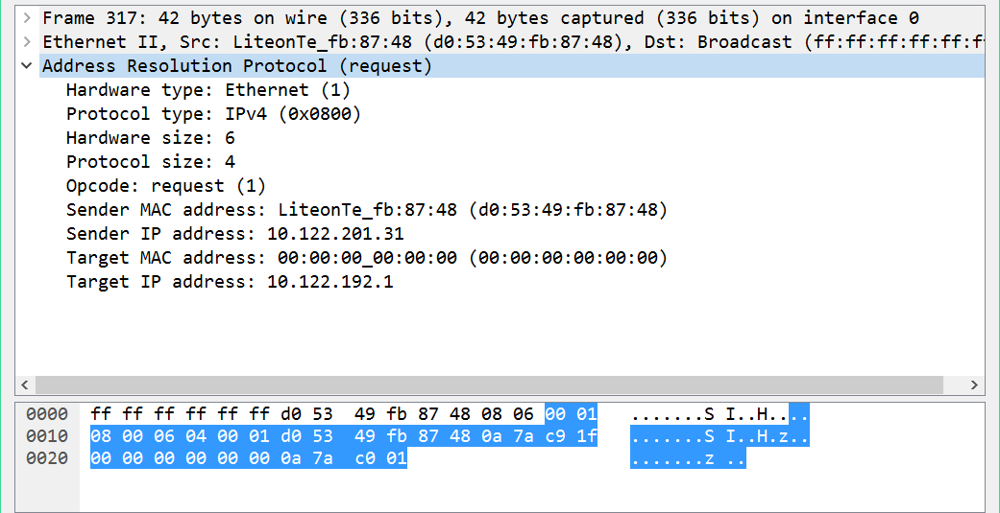 Frame 317: 42 bytes on wire (336 bits), 42 bytes captured (336 bits) on interface 0
Ethernet II, Src: LiteonTe_fb:87:48 (d0:53:49:fb:87:48), Dst: Broadcast (ff:ff:ff:ff:ff:f
Address Resolution Protocol (request)
Hardware type: Ethernet (1)
Protocol type: IPv4 (0x0800)
Hardware size: 6
Protocol size: 4
Opcode: request (1)
Sender MAC address: LiteonTe_fb:87:48 (d0:53:49:fb:87:48)
Sender IP address: 10.122.201.31
Target MAC address: 00:00:00_00:00:00 (00:00:00:00:00:00)
Target IP address: 10.122.192.1
0000 ff ff ff ff ff ff d0 53 49 fb 87 48 08 06 00 01 .......S I..H....
0010 08 00 06 04 00 01 d0 53 49 fb 87 48 0a 7a c9 1f .......S I..H.z..
0020 00 00 00 00 00 00 0a 7a c0 01 .......z ..